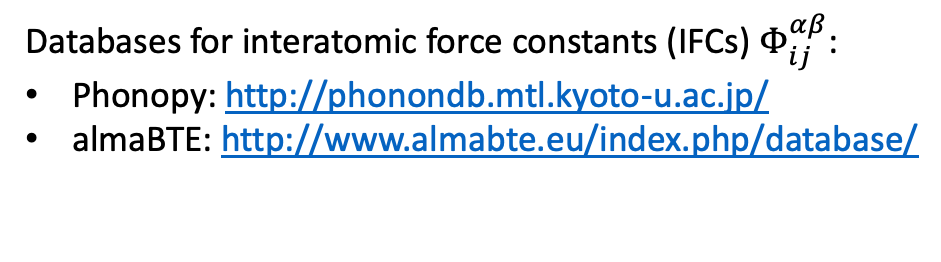 Databases for interatomic force constants (IFCs) Φ_{ij}^{αβ}:
• Phonopy: http://phonondb.mtl.kyoto-u.ac.jp/
• almaBTE: http://www.almabte.eu/index.php/database/